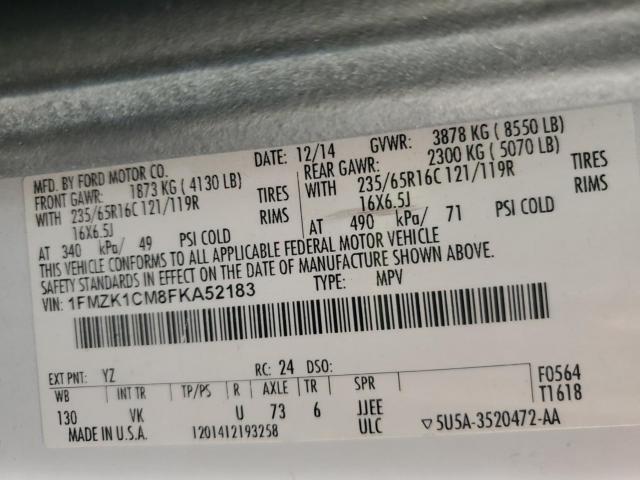 MFD. BY FORD MOTOR CO. DATE: 12/14 GVWR: 3878 KG ( 8550 LB)
FRONT GAWR: 1873 KG ( 4130 LB) REAR GAWR: 2300 KG ( 5070 LB)
WITH 235/65R16C 121/119R TIRES WITH 235/65R16C 121/119R TIRES
16X6.5J RIMS 16X6.5J RIMS
AT 340 kPa/ 49 PSI COLD AT 490 kPa/ 71 PSI COLD
THIS VEHICLE CONFORMS TO ALL APPLICABLE FEDERAL MOTOR VEHICLE
SAFETY STANDARDS IN EFFECT ON THE DATE OF MANUFACTURE SHOWN ABOVE.
VIN: 1FMZK1CM8FKA52183 TYPE: MPV
EXT PNT: YZ RC: 24 DSO:
WB INT TR TP/PS R AXLE TR SPR F0564
130 VK U 73 6 JJEE T1618
MADE IN U.S.A. 1201412193258 ULC ▽5U5A-3520472-AA